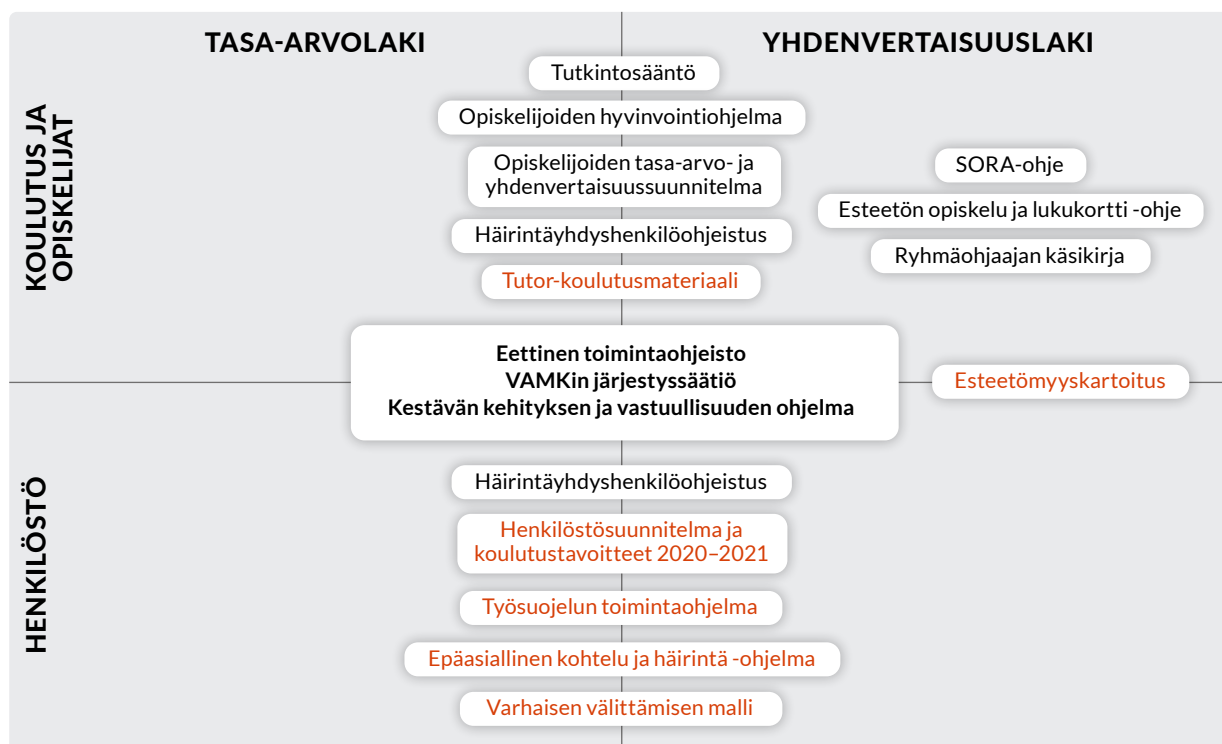 TASA-ARVOLAKI
YHDENVERTAISUUSLAKI
KOULUTUS JA
OPISKELIJAT
Tutkintosääntö
Opiskelijoiden hyvinvointiohjelma
Opiskelijoiden tasa-arvo- ja
yhdenvertaisuussuunnitelma
Häirintäyhdyshenkilöohjeistus
Tutor-koulutusmateriaali
SORA-ohje
Esteetön opiskelu ja lukukortti -ohje
Ryhmäohjaajan käsikirja
Eettinen toimintaohjeisto
VAMKin järjestyssäätiö
Kestävän kehityksen ja vastuullisuuden ohjelma
Esteetömyyskartoitus
HENKILÖSTÖ
Häirintäyhdyshenkilöohjeistus
Henkilöstösuunnitelma ja
koulutustavoitteet 2020–2021
Työsuojelun toimintaohjelma
Epäasiallinen kohtelu ja häirintä -ohjelma
Varhaisen välittämisen malli